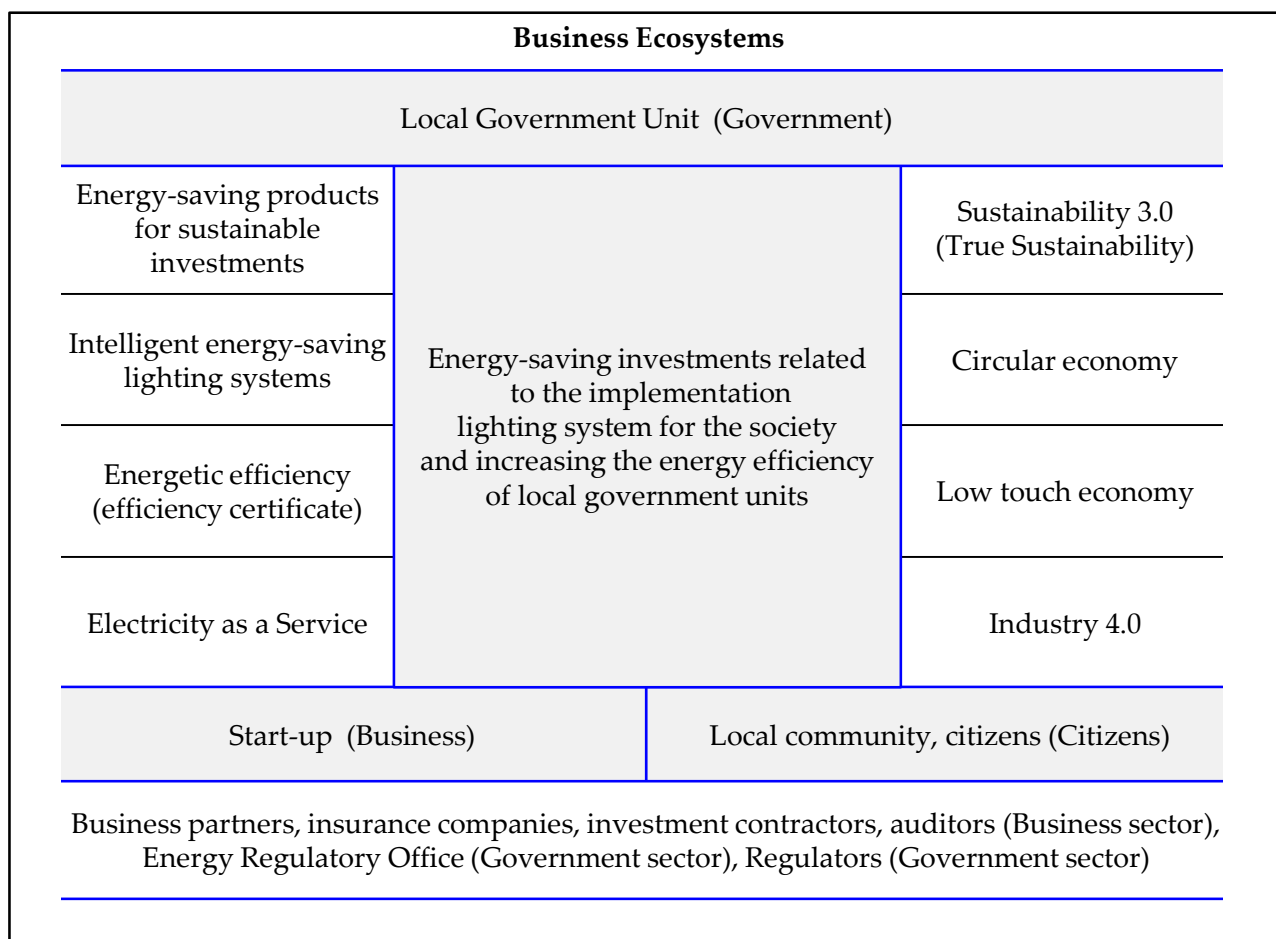 Business Ecosystems
Local Government Unit (Government)
Energy-saving products
for sustainable
investments
Intelligent energy-saving
lighting systems
Energetic efficiency
(efficiency certificate)
Electricity as a Service
Energy-saving investments related
to the implementation
lighting system for the society
and increasing the energy efficiency
of local government units
Sustainability 3.0
(True Sustainability)
Circular economy
Low touch economy
Industry 4.0
Start-up (Business)
Local community, citizens (Citizens)
Business partners, insurance companies, investment contractors, auditors (Business sector),
Energy Regulatory Office (Government sector), Regulators (Government sector)